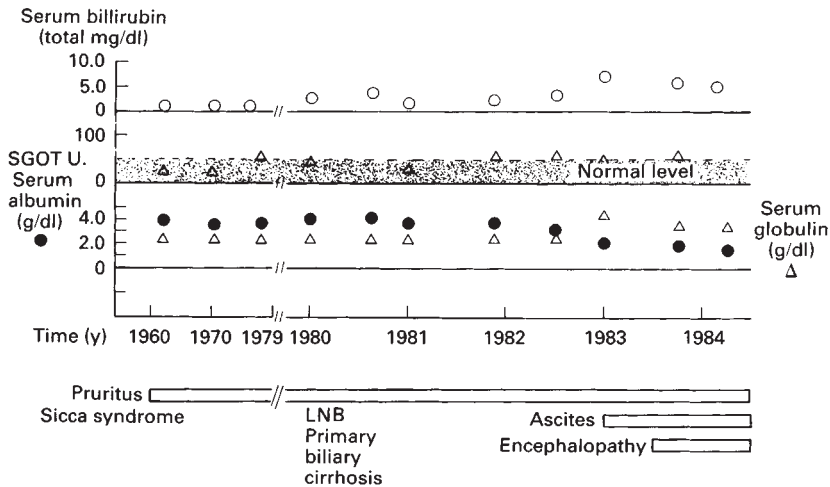 Serum billirubin
(total mg/dl)
10.0
5.0
0
100
SGOT U.
0
Normal level
Serum
albumin
(g/dl)
4.0
2.0
0
Serum
globulin
(g/dl)
Time (y) 1960 1970 1979 1980 1981 1982 1983 1984
Pruritus
Sicca syndrome
LNB
Primary
biliary
cirrhosis
Ascites
Encephalopathy